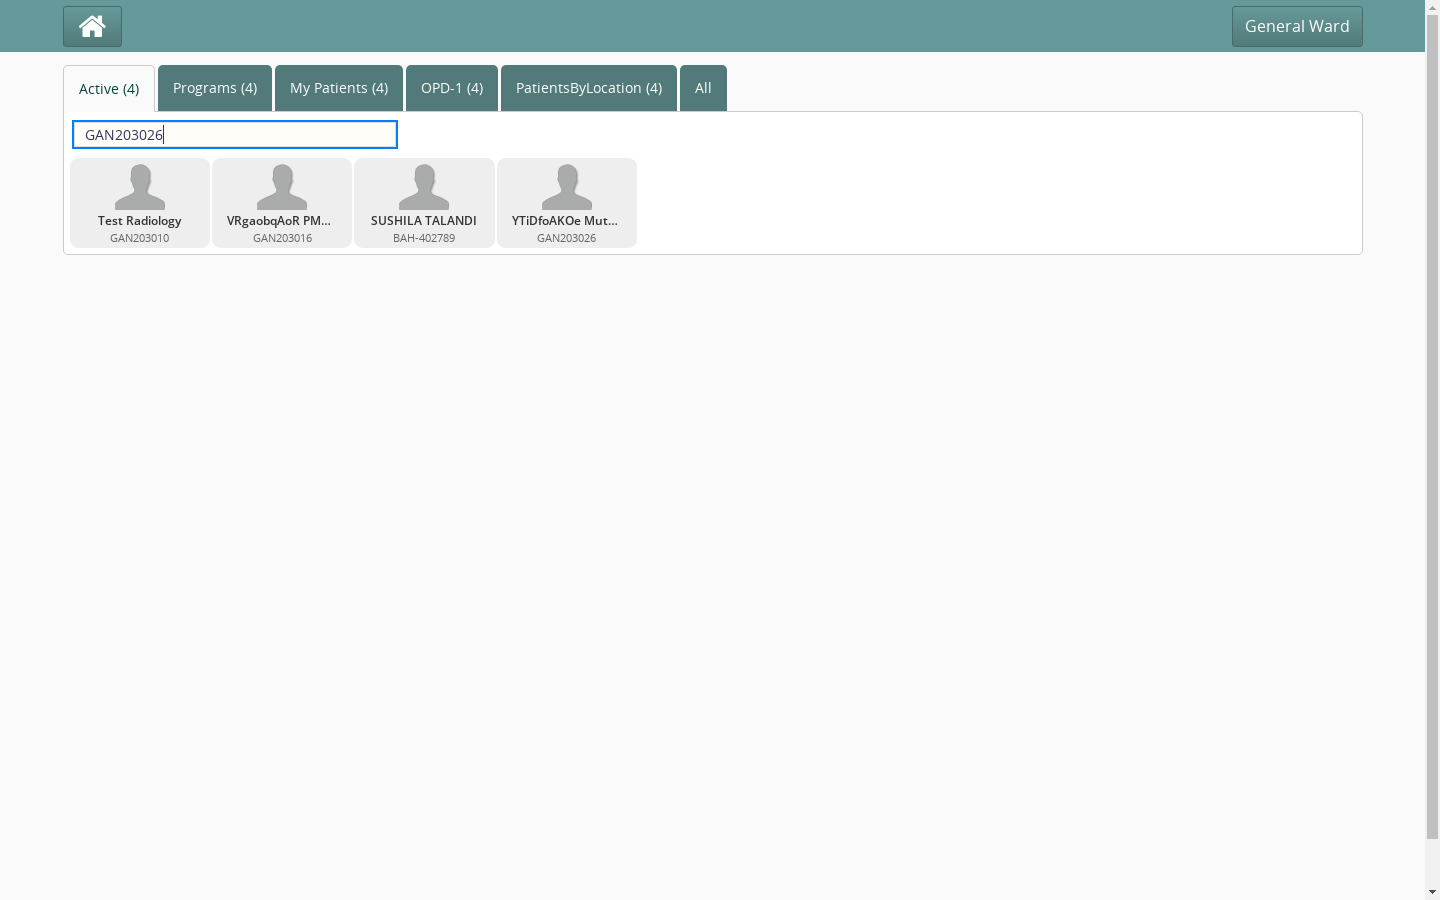 General Ward
Active (4)
Programs (4)
My Patients (4)
OPD-1 (4)
PatientsByLocation (4)
All
GAN203026
Test Radiology
GAN203010
VRgaobqAoR PM...
GAN203016
SUSHILA TALANDI
BAH-402789
YTiDfoAKOe Mut...
GAN203026